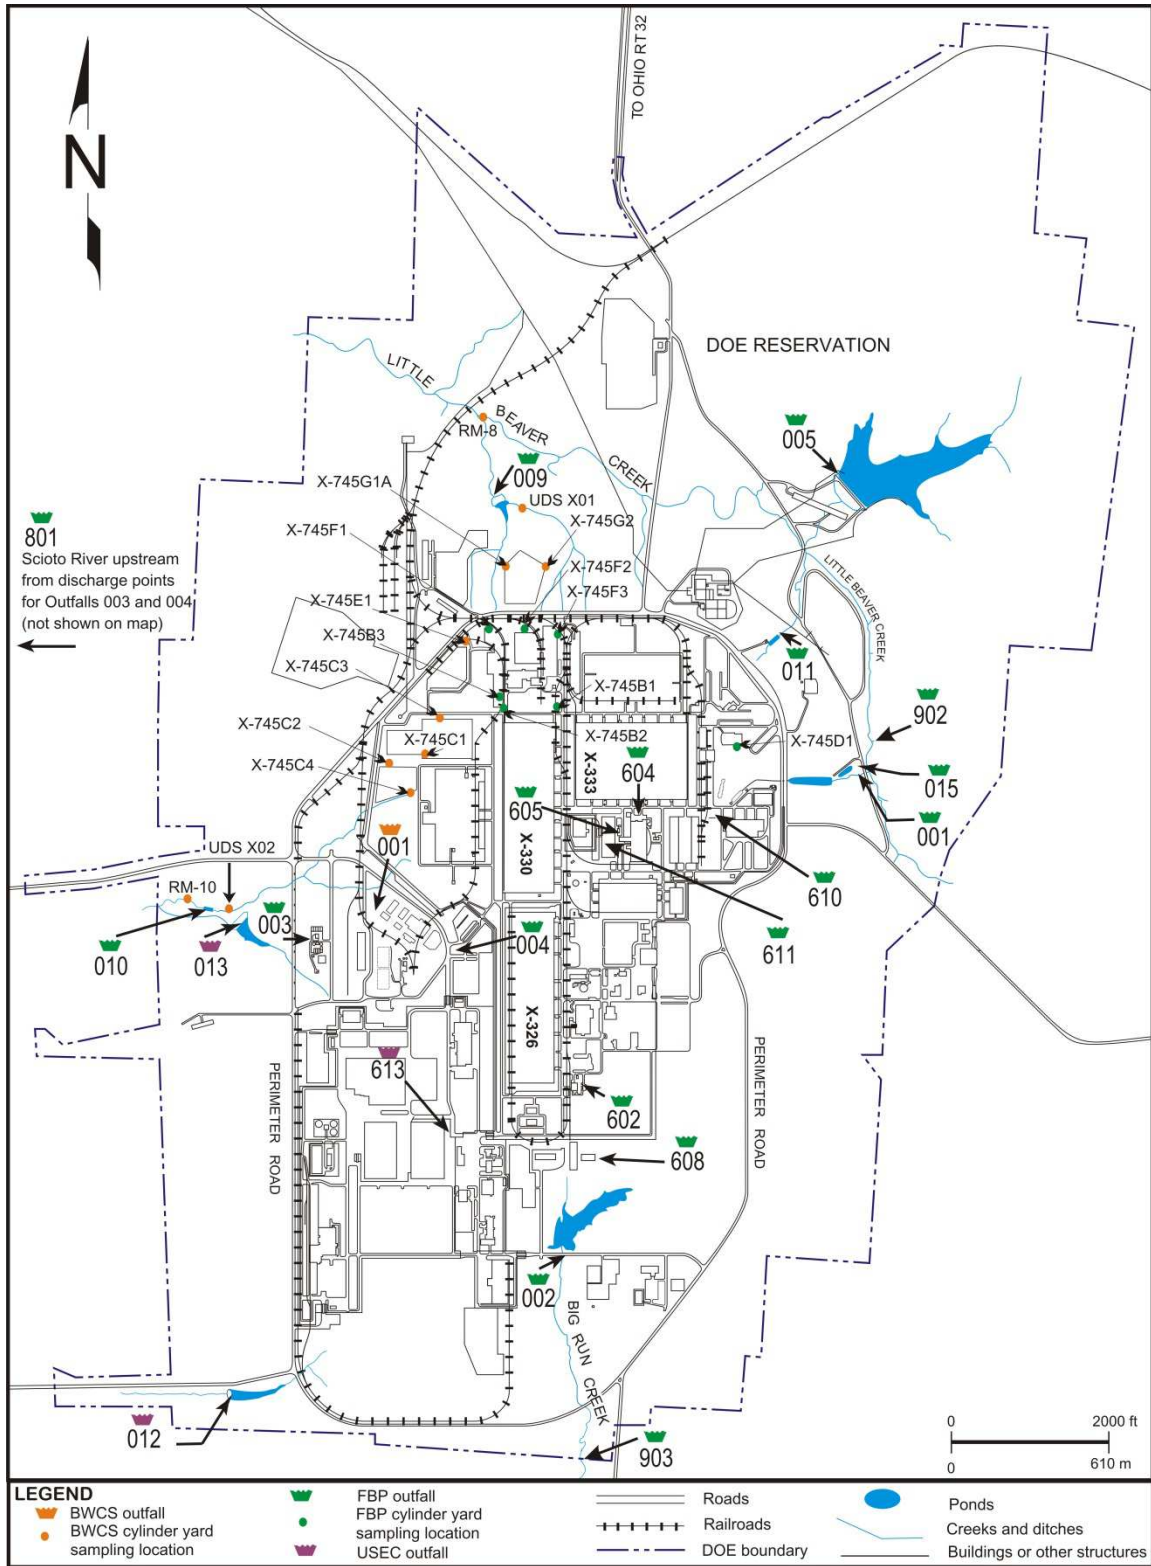 TO OHIO RT 32
N
DOE RESERVATION
LITTLE
BEAVER
CREEK
RM-8
005
009
UDS X01
X-745G1A
X-745F1
X-745G2
801
Scioto River upstream
from discharge points
for Outfalls 003 and 004
(not shown on map)
X-745F2
X-745F3
X-745E1
X-745B3
X-745C3
LITTLE BEAVER CREEK
011
X-745B1
X-745C2
X-745C1
X-745B2
X-745D1
902
X-745C4
X-333
604
015
605
001
001
X-330
UDS X02
RM-10
610
003
004
010
013
611
X-326
613
PERIMETER ROAD
PERIMETER ROAD
602
608
002
BIG RUN CREEK
012
903
0
2000 ft
0
610 m
LEGEND
BWCS outfall
BWCS cylinder yard
sampling location
FBP outfall
FBP cylinder yard
sampling location
USEC outfall
Roads
Railroads
DOE boundary
Ponds
Creeks and ditches
Buildings or other structures